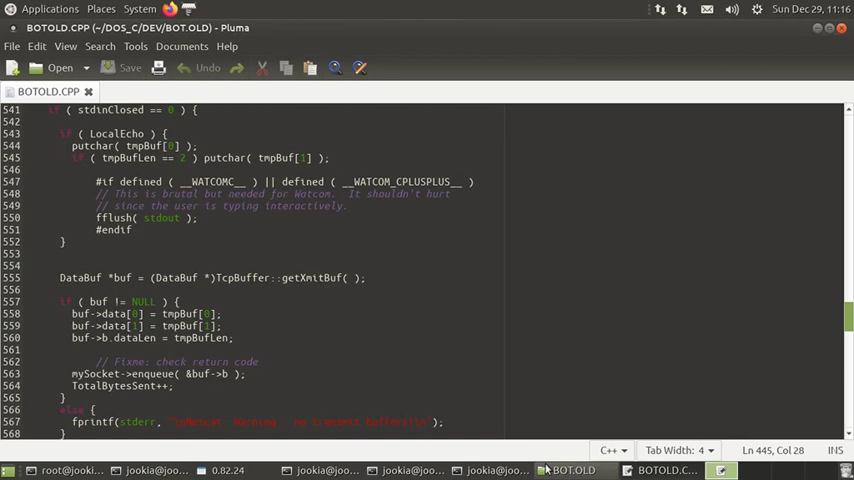 Applications Places System Sun Dec 29, 11:16
BOTOLD.CPP (~/DOS_C/DEV/BOT.OLD) - Pluma
File Edit View Search Tools Documents Help
Open Save Undo
BOTOLD.CPP
541 if ( stdinClosed == 0 ) {
542
543 if ( LocalEcho ) {
544 putchar( tmpBuf[0] );
545 if ( tmpBufLen == 2 ) putchar( tmpBuf[1] );
546
547 #if defined ( __WATCOMC__ ) || defined ( __WATCOM_CPLUSPLUS__ )
548 // This is brutal but needed for Watcom. It shouldn't hurt
549 // since the user is typing interactively.
550 fflush( stdout );
551 #endif
552 }
553
554
555 DataBuf *buf = (DataBuf *)TcpBuffer::getXmitBuf( );
556
557 if ( buf != NULL ) {
558 buf->data[0] = tmpBuf[0];
559 buf->data[1] = tmpBuf[1];
560 buf->b.dataLen = tmpBufLen;
561
562 // Fixme: check return code
563 mySocket->enqueue( &buf->b );
564 TotalBytesSent++;
565 }
566 else {
567 fprintf(stderr, "\nNetcat: Warning - no transmit buffers!\n");
568 }
C++ Tab Width: 4 Ln 445, Col 28 INS
root@jooki... jookia@joo... 0.82.24 jookia@joo... jookia@joo... jookia@joo... BOT.OLD BOTOLD.C...